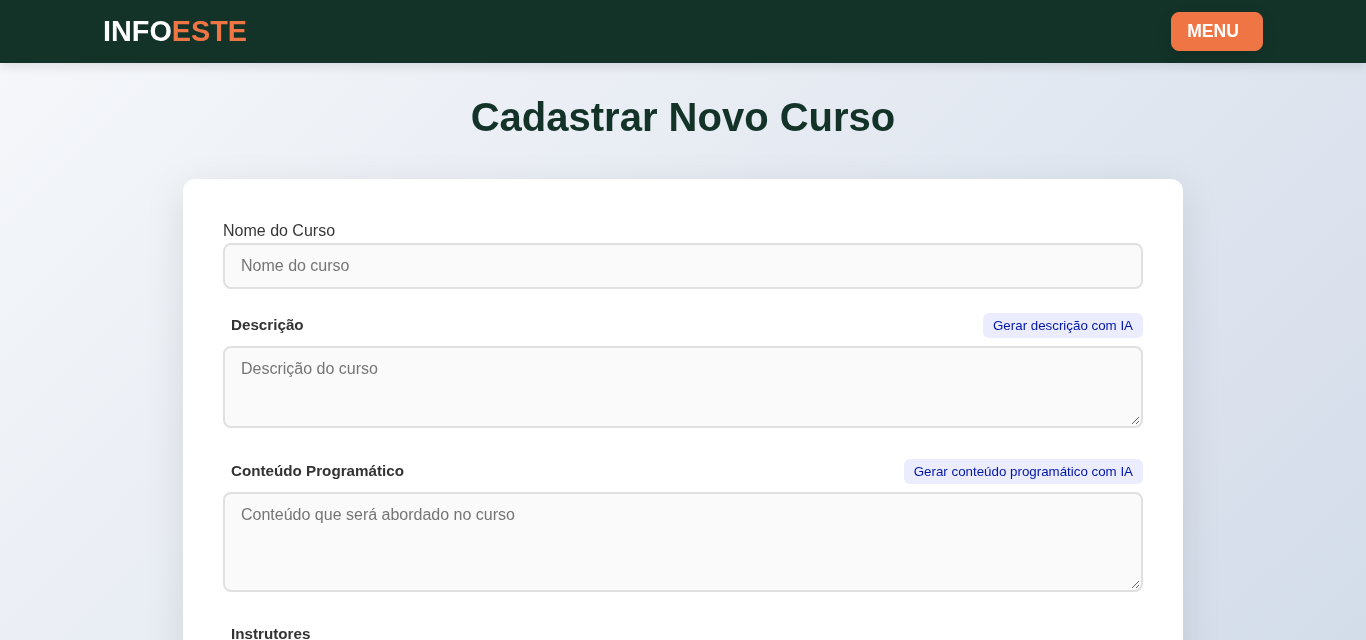 INFOESTE
MENU
Cadastrar Novo Curso
Nome do Curso
Nome do curso
Descrição
Gerar descrição com IA
Descrição do curso
Conteúdo Programático
Gerar conteúdo programático com IA
Conteúdo que será abordado no curso
Instrutores